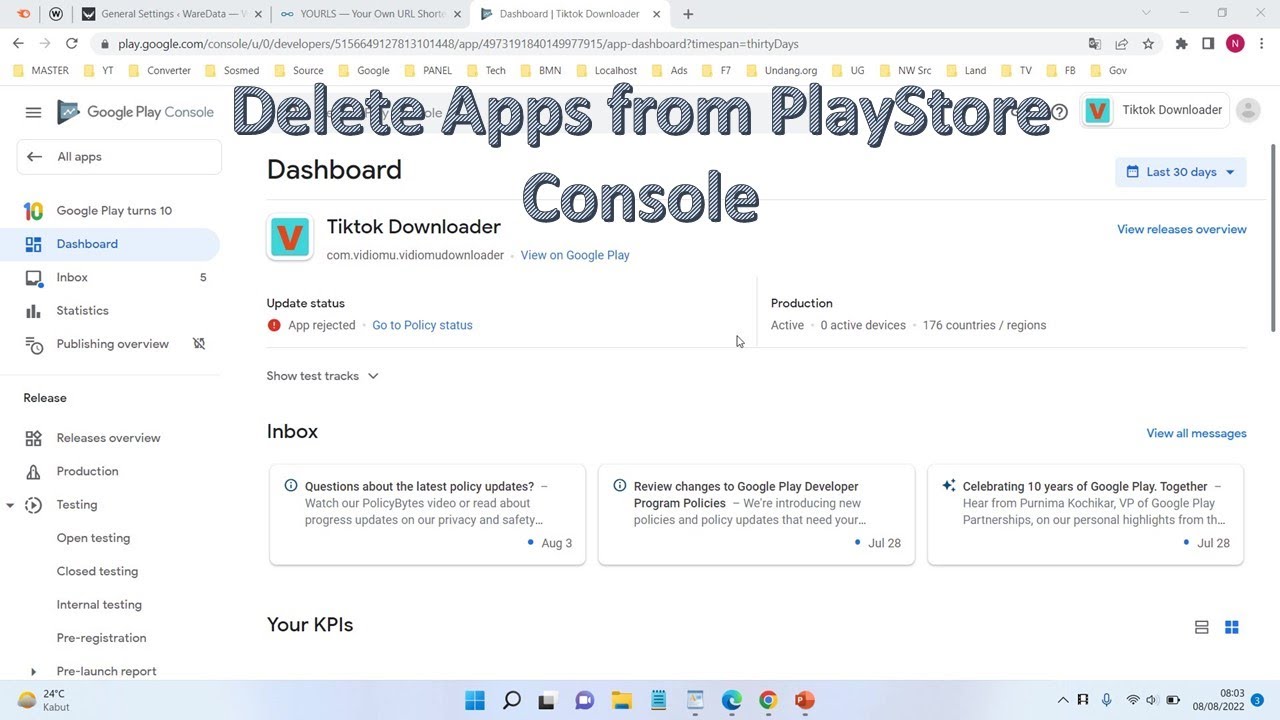 General Settings ‹ WareData — W
YOURLS — Your Own URL Shorte
Dashboard | Tiktok Downloader
play.google.com/console/u/0/developers/5156649127813101448/app/4973191840149977915/app-dashboard?timespan=thirtyDays
N
MASTER
YT
Converter
Sosmed
Source
Google
PANEL
Tech
BMN
Localhost
Ads
F7
Undang.org
UG
NW Src
Land
TV
FB
Gov
Google Play Console
Delete Apps from PlayStore
Console
Tiktok Downloader
All apps
Dashboard
Last 30 days
Google Play turns 10
Dashboard
Inbox 5
Statistics
Publishing overview
Tiktok Downloader
com.vidiomu.vidiomudownloader · View on Google Play
View releases overview
Update status
App rejected · Go to Policy status
Production
Active · 0 active devices · 176 countries / regions
Show test tracks
Release
Releases overview
Production
Testing
Open testing
Closed testing
Internal testing
Pre-registration
Pre-launch report
Inbox
View all messages
Questions about the latest policy updates? –
Watch our PolicyBytes video or read about
progress updates on our privacy and safety…
Aug 3
Review changes to Google Play Developer
Program Policies – We're introducing new
policies and policy updates that need your…
Jul 28
Celebrating 10 years of Google Play. Together –
Hear from Purnima Kochikar, VP of Google Play
Partnerships, on our personal highlights from th…
Jul 28
Your KPIs
24°C
Kabut
08:03
08/08/2022
3